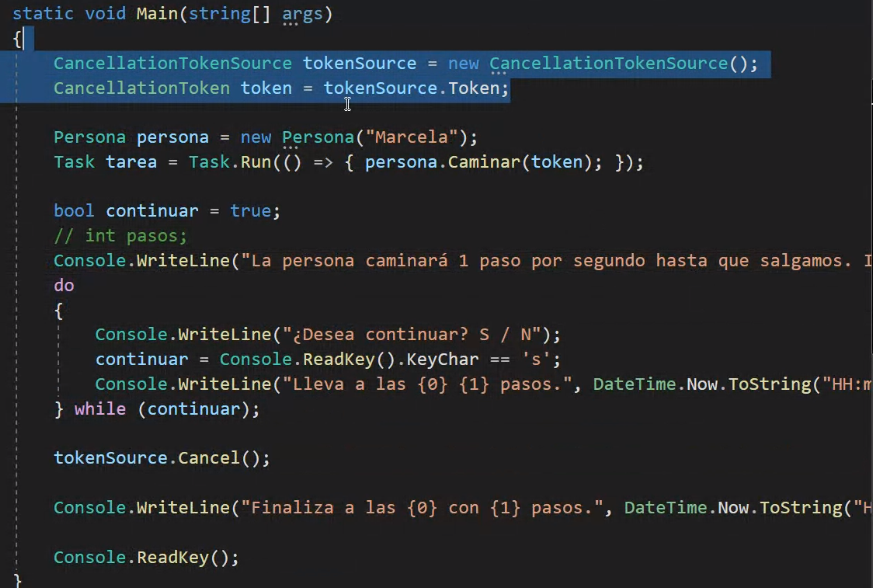 static void Main(string[] args)
{
CancellationTokenSource tokenSource = new CancellationTokenSource();
CancellationToken token = tokenSource.Token;
Persona persona = new Persona("Marcela");
Task tarea = Task.Run(() => { persona.Caminar(token); });
bool continuar = true;
// int pasos;
Console.WriteLine("La persona caminará 1 paso por segundo hasta que salgamos.
do
{
Console.WriteLine("¿Desea continuar? S / N");
continuar = Console.ReadKey().KeyChar == 's';
Console.WriteLine("Lleva a las {0} {1} pasos.", DateTime.Now.ToString("HH:m
} while (continuar);
tokenSource.Cancel();
Console.WriteLine("Finaliza a las {0} con {1} pasos.", DateTime.Now.ToString("H
Console.ReadKey();
}